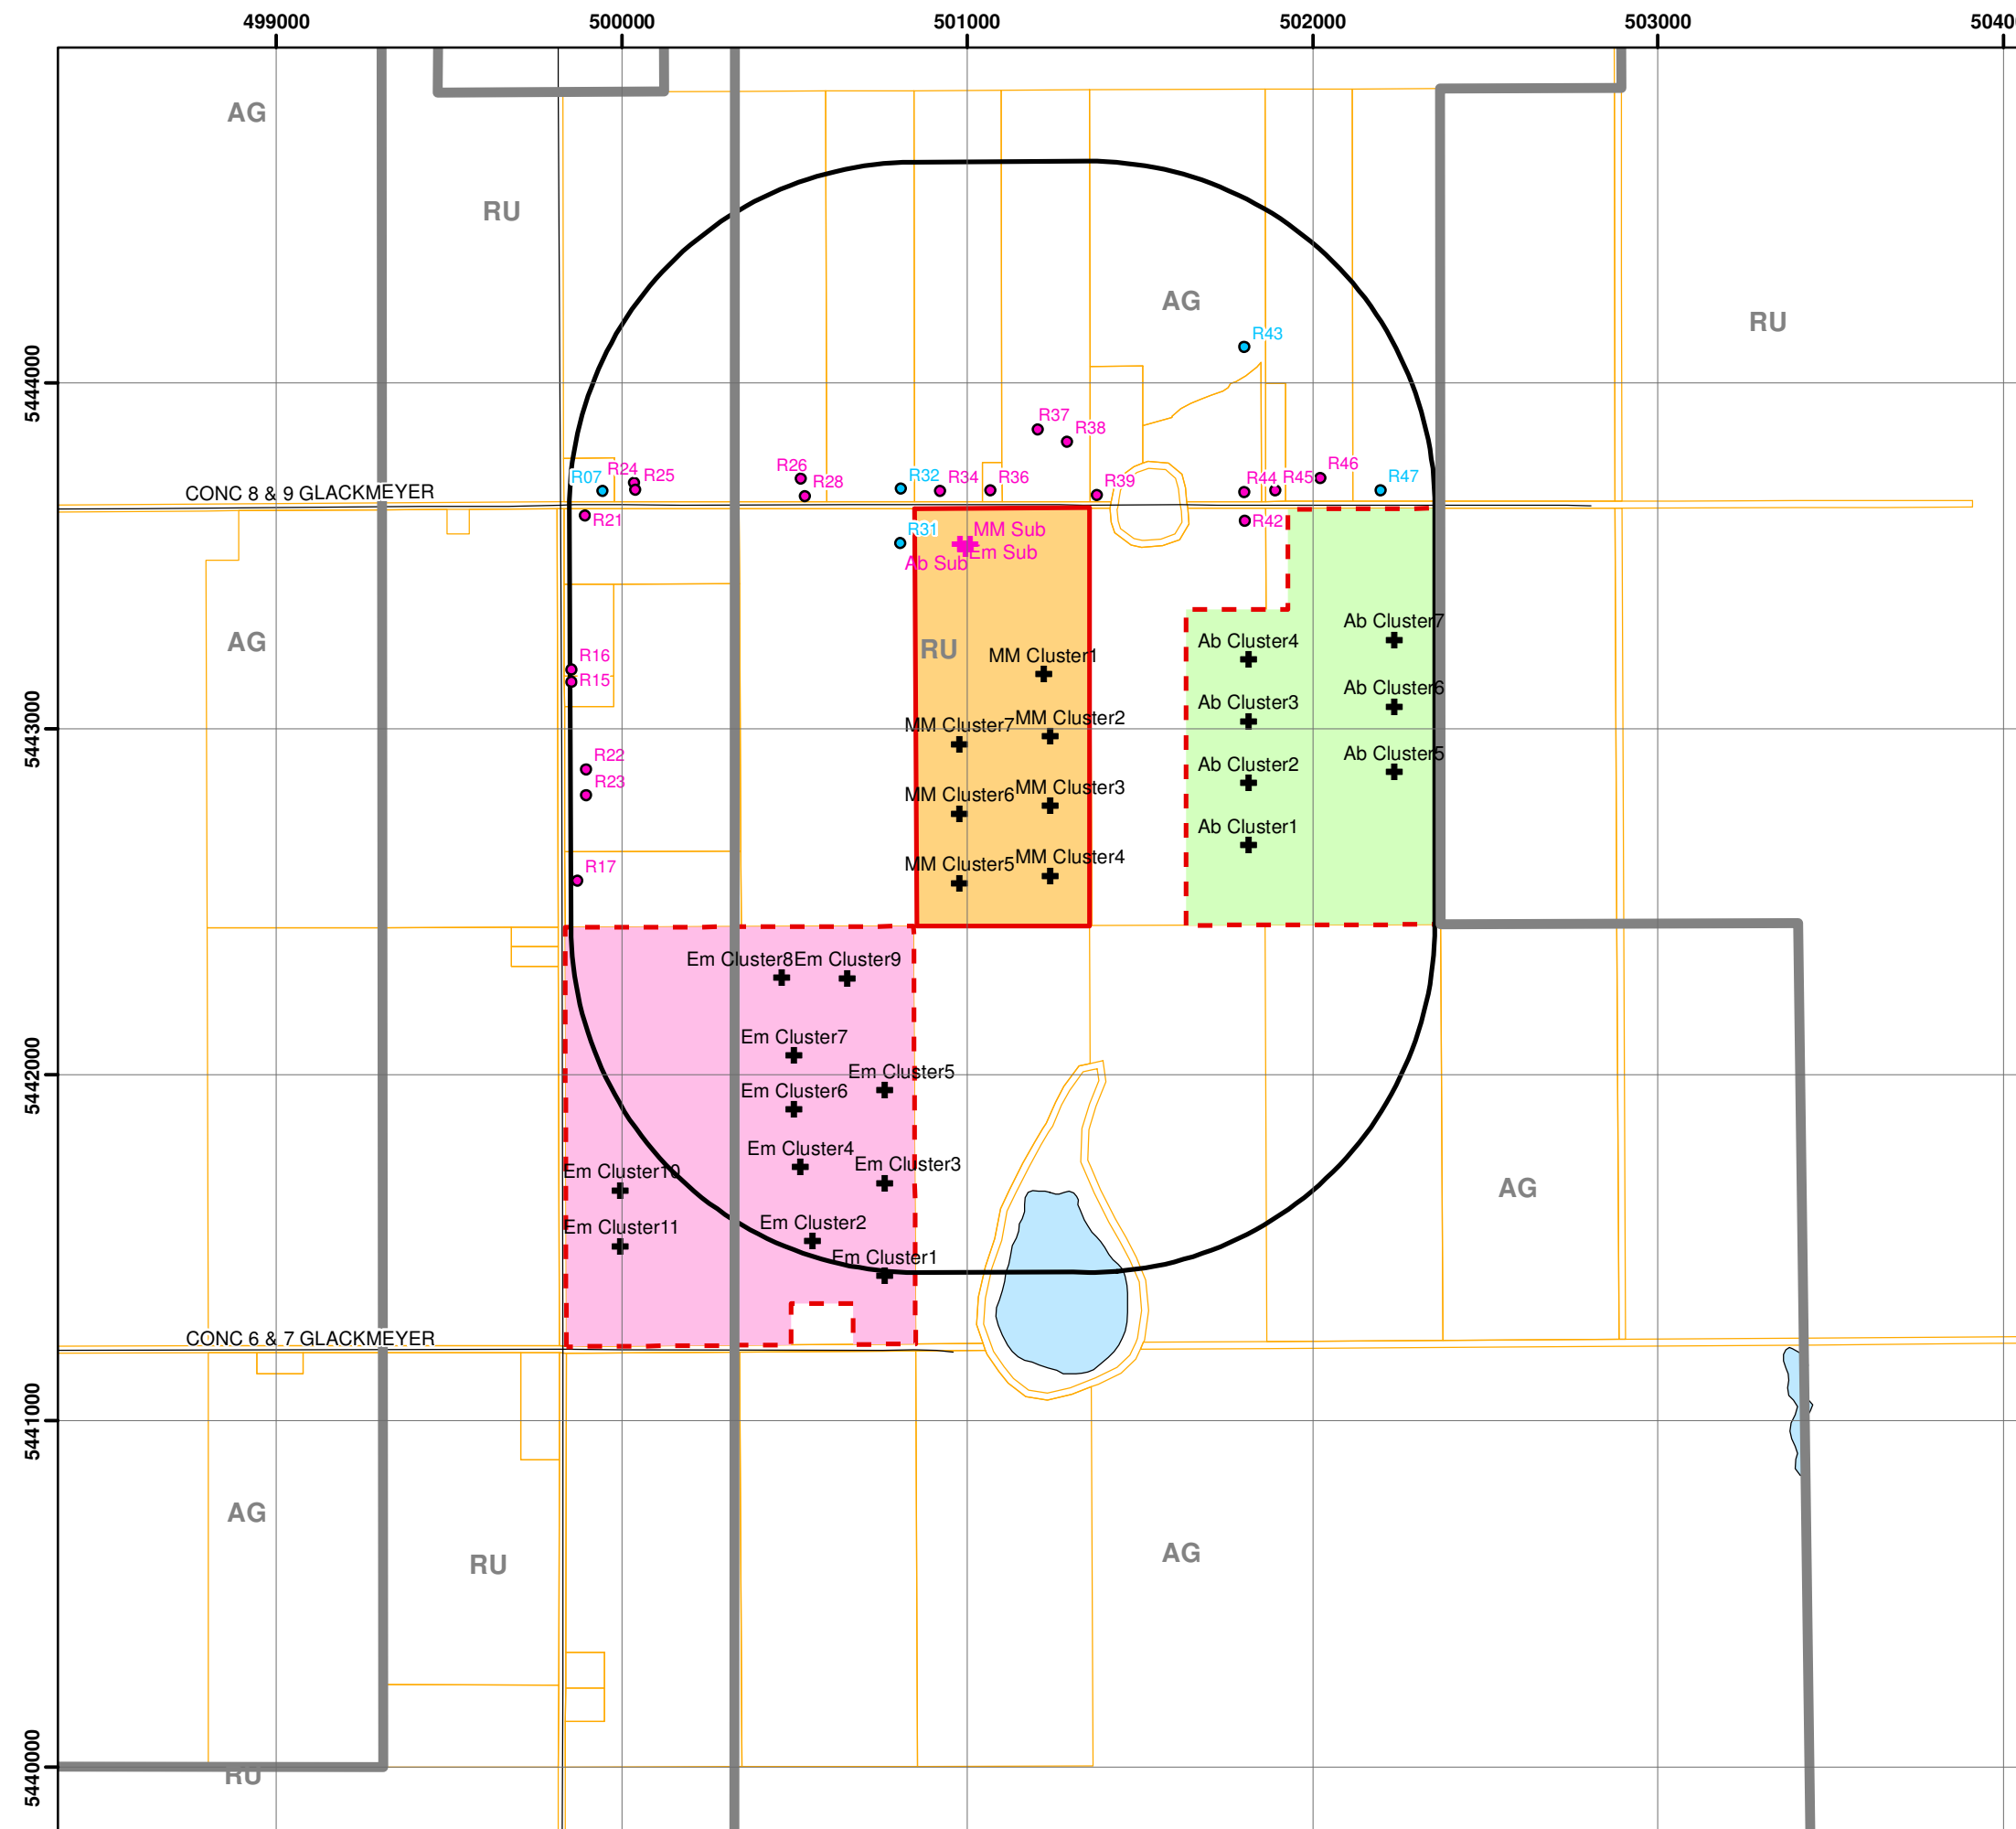 499000
500000
501000
502000
503000
5040
AG
RU
AG
RU
5444000
R43
R37
R38
R07
R24
R25
R26
R28
R32
R34
R36
R39
R44
R45
R46
R47
CONC 8 & 9 GLACKMEYER
R21
R31
R42
MM Sub
Em Sub
Ab Sub
AG
RU
R16
R15
MM Cluster1
Ab Cluster4
Ab Cluster7
5443000
MM Cluster7
MM Cluster2
Ab Cluster3
Ab Cluster6
R22
R23
MM Cluster6
MM Cluster3
Ab Cluster2
Ab Cluster5
Ab Cluster1
R17
MM Cluster5
MM Cluster4
Em Cluster8
Em Cluster9
Em Cluster7
5442000
Em Cluster5
Em Cluster6
Em Cluster4
Em Cluster3
Em Cluster10
AG
Em Cluster11
Em Cluster2
Em Cluster1
CONC 6 & 7 GLACKMEYER
5441000
AG
RU
AG
5440000
RU